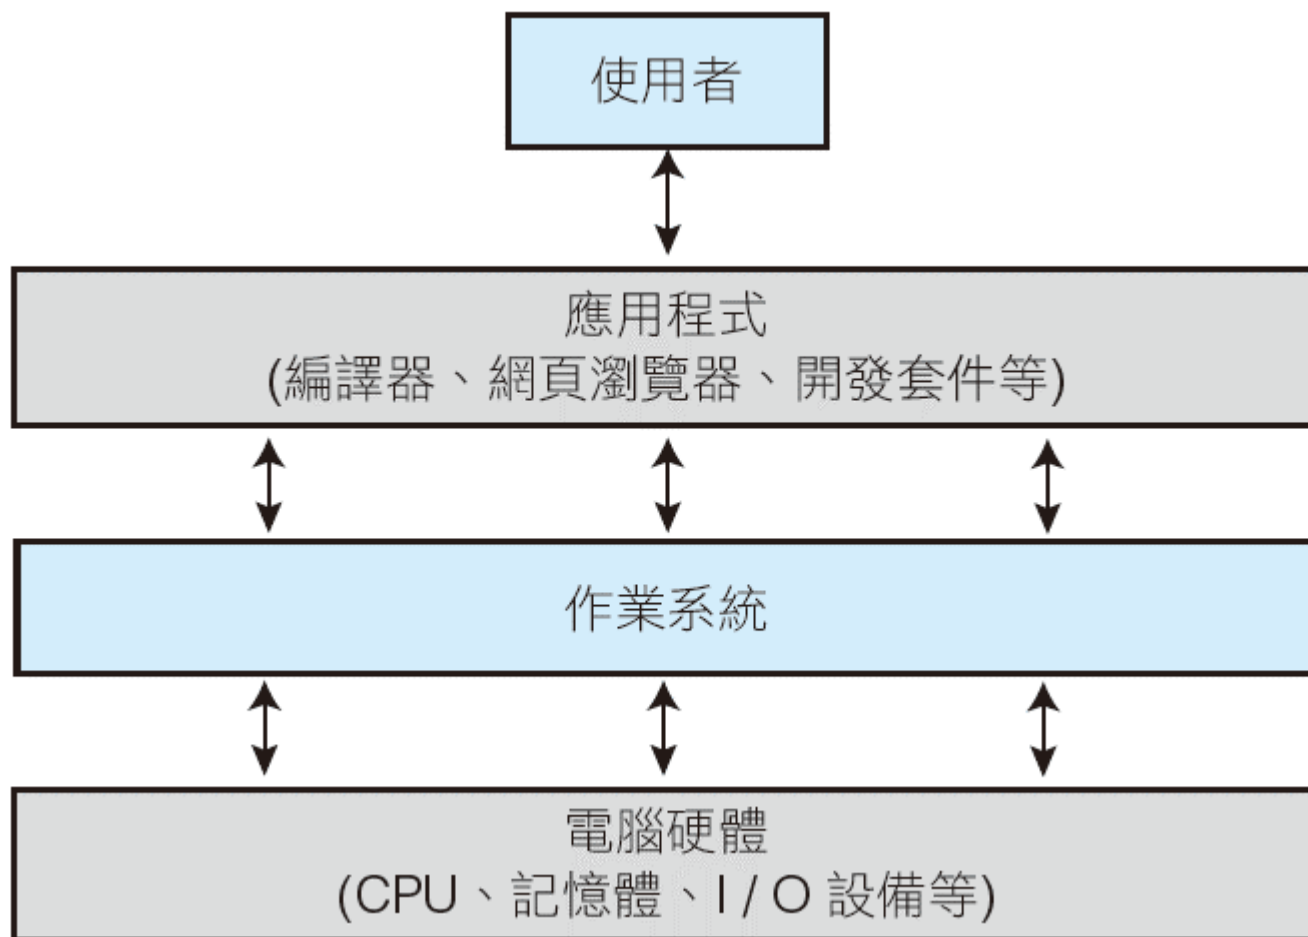 使用者
應用程式
(編譯器、網頁瀏覽器、開發套件等)
作業系統
電腦硬體
(CPU、記憶體、I / O 設備等)